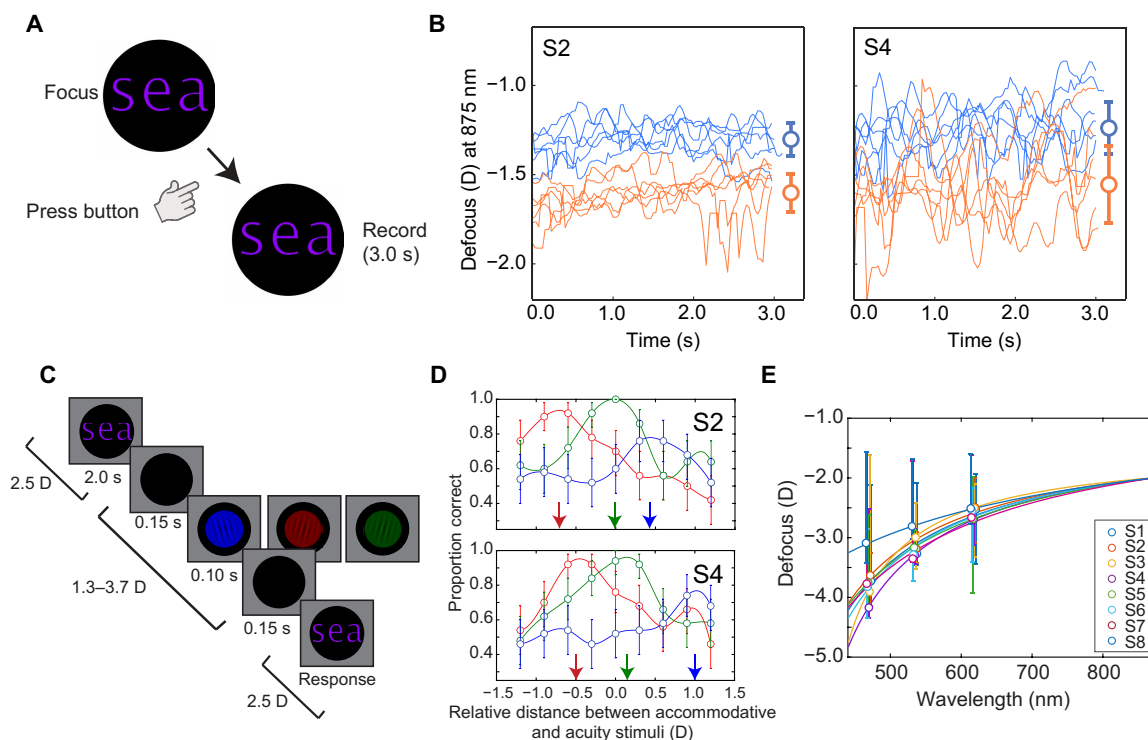 A
Focus
sea
Press button
sea
Record
(3.0 s)
B
S2
S4
Defocus (D) at 875 nm
−1.0
−1.5
−2.0
0.0
1.0
2.0
3.0
Time (s)
0.0
1.0
2.0
3.0
Time (s)
C
sea
2.5 D
2.0 s
0.15 s
0.10 s
1.3–3.7 D
0.15 s
sea
Response
2.5 D
D
S2
1.0
0.8
0.6
0.4
Proportion correct
S4
1.0
0.8
0.6
0.4
−1.5
−1.0
−0.5
0.0
0.5
1.0
1.5
Relative distance between accommodative
and acuity stimuli (D)
E
−1.0
−2.0
−3.0
−4.0
−5.0
Defocus (D)
500
600
700
800
Wavelength (nm)
S1
S2
S3
S4
S5
S6
S7
S8